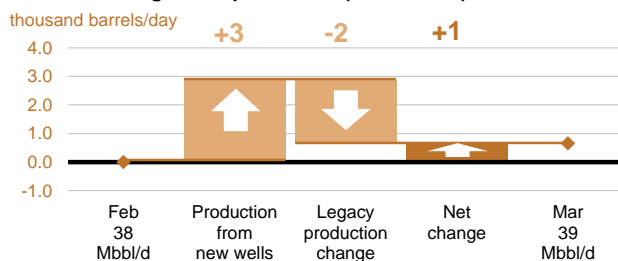 thousand barrels/day
+3 -2 +1
4.0
3.0
2.0
1.0
0.0
-1.0
Feb
38
Mbbl/d
Production
from
new wells
Legacy
production
change
Net
change
Mar
39
Mbbl/d